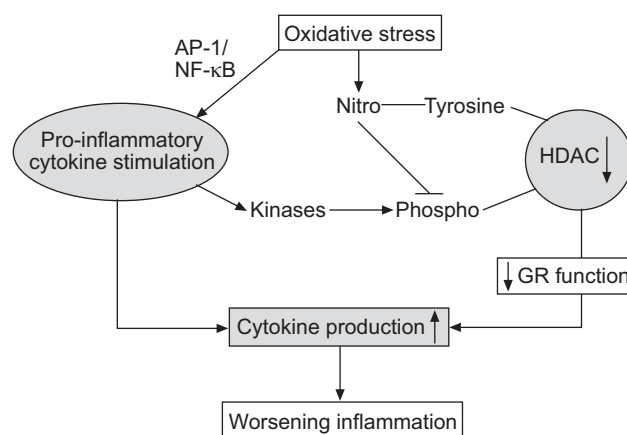 Oxidative stress
AP-1/
NF-κB
Nitro
Tyrosine
Pro-inflammatory
cytokine stimulation
HDAC
Kinases
Phospho
GR function
Cytokine production
Worsening inflammation